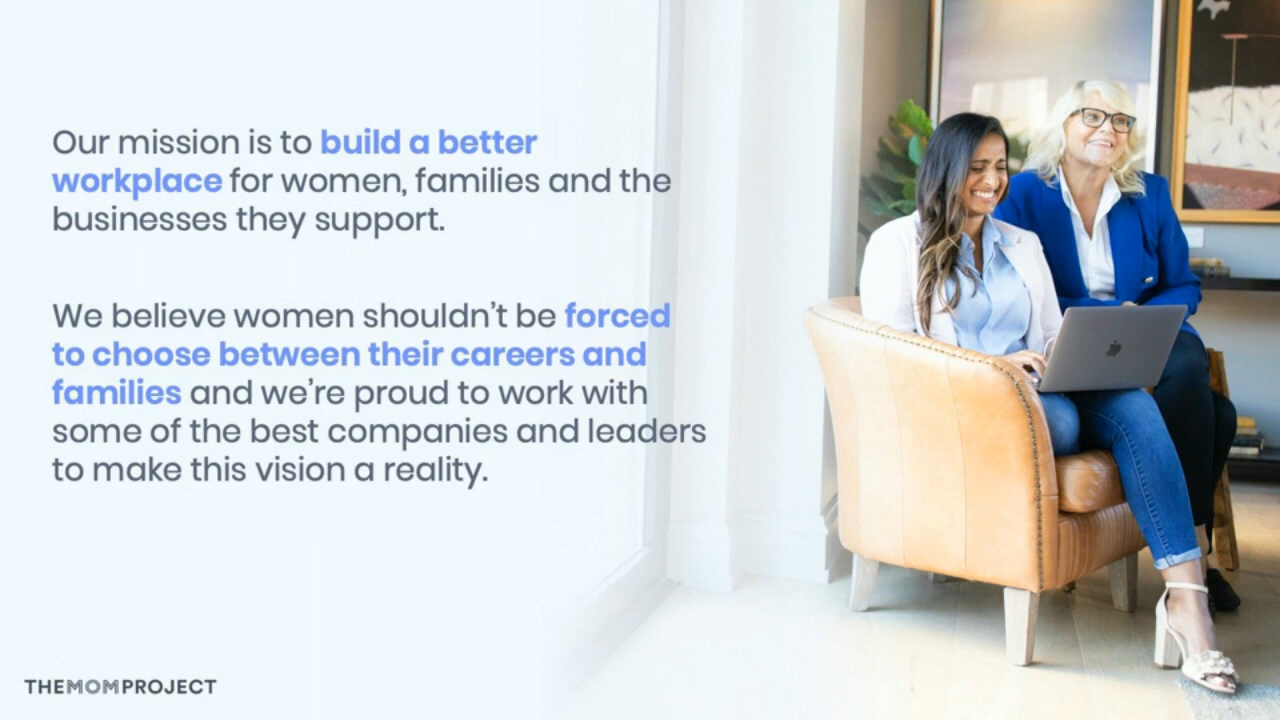 Our mission is to build a better
workplace for women, families and the
businesses they support.
We believe women shouldn’t be forced
to choose between their careers and
families and we’re proud to work with
some of the best companies and leaders
to make this vision a reality.
THEMOMPROJECT